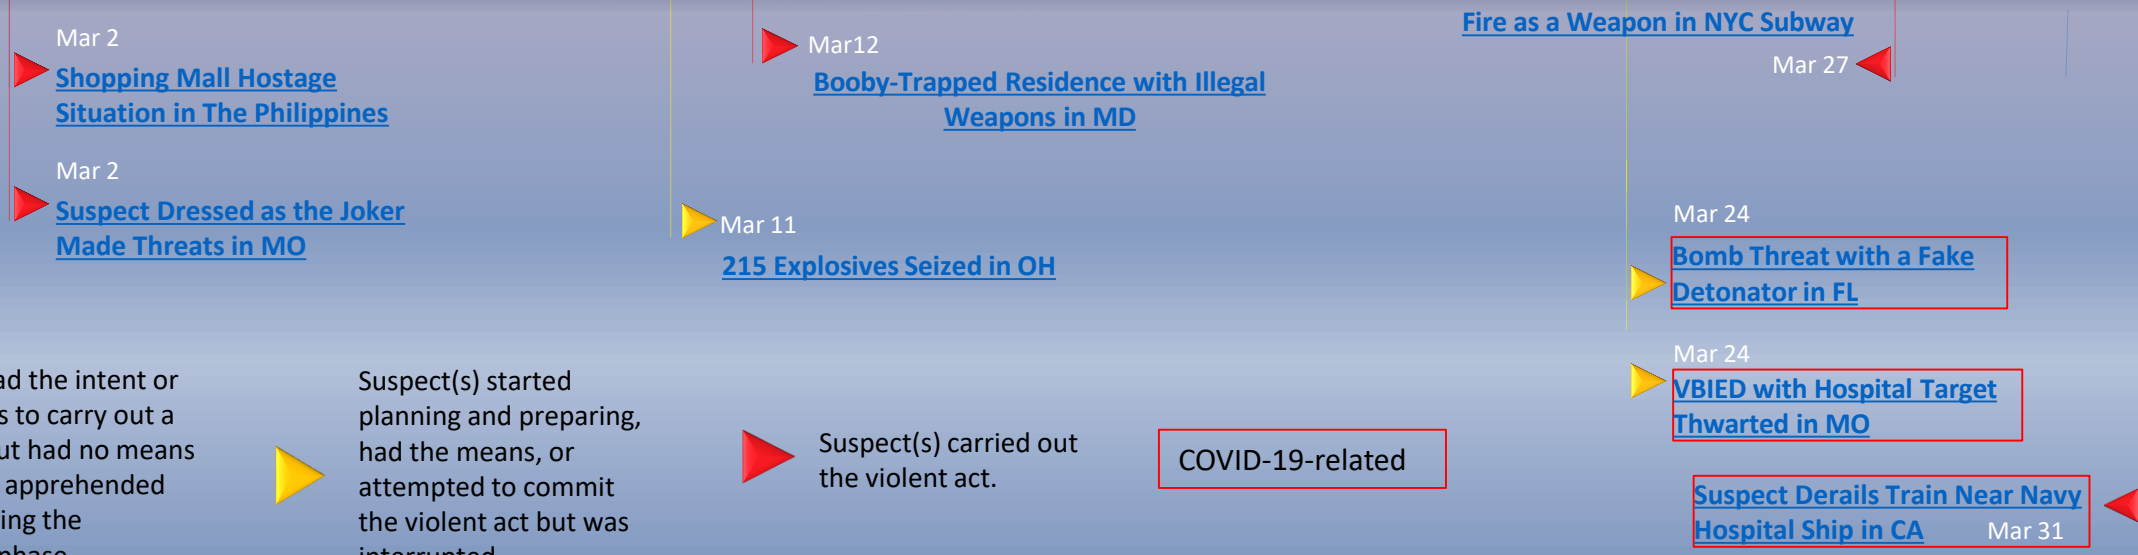 Mar 2
Shopping Mall Hostage
Situation in The Philippines
Mar 2
Suspect Dressed as the Joker
Made Threats in MO
Mar12
Booby-Trapped Residence with Illegal
Weapons in MD
Mar 11
215 Explosives Seized in OH
Fire as a Weapon in NYC Subway
Mar 27
Mar 24
Bomb Threat with a Fake
Detonator in FL
Mar 24
VBIED with Hospital Target
Thwarted in MO
Suspect Derails Train Near Navy
Hospital Ship in CA Mar 31
the intent or
to carry out a
had no means
apprehended
the
phase
Suspect(s) started
planning and preparing,
had the means, or
attempted to commit
the violent act but was
interrupted
Suspect(s) carried out
the violent act.
COVID-19-related